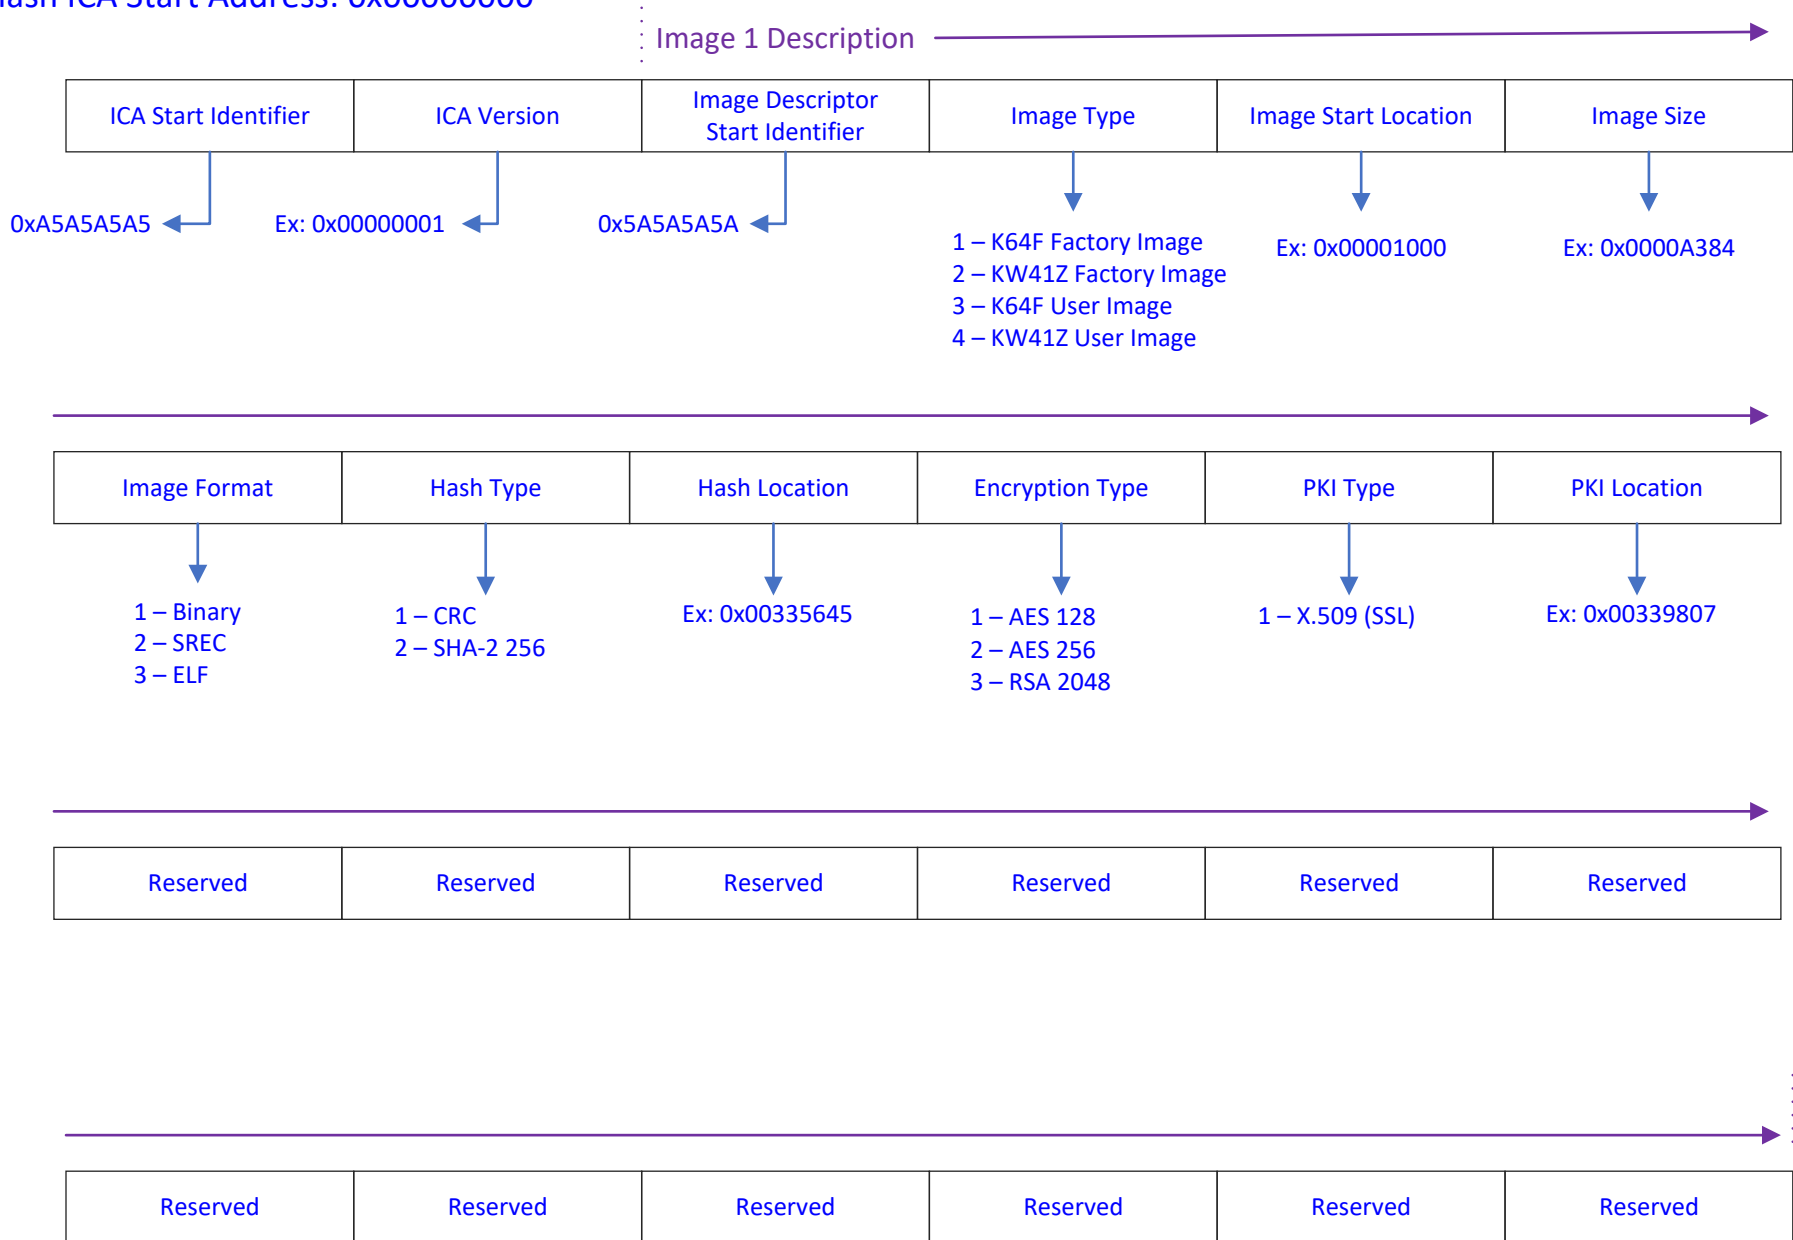 ICA Start Address: 0x00000000
Image 1 Description
ICA Start Identifier
ICA Version
Image Descriptor
Start Identifier
Image Type
Image Start Location
Image Size
0xA5A5A5A5
Ex: 0x00000001
0x5A5A5A5A
1 – K64F Factory Image
2 – KW41Z Factory Image
3 – K64F User Image
4 – KW41Z User Image
Ex: 0x00001000
Ex: 0x0000A384
Image Format
Hash Type
Hash Location
Encryption Type
PKI Type
PKI Location
1 – Binary
2 – SREC
3 – ELF
1 – CRC
2 – SHA-2 256
Ex: 0x00335645
1 – AES 128
2 – AES 256
3 – RSA 2048
1 – X.509 (SSL)
Ex: 0x00339807
Reserved
Reserved
Reserved
Reserved
Reserved
Reserved
Reserved
Reserved
Reserved
Reserved
Reserved
Reserved